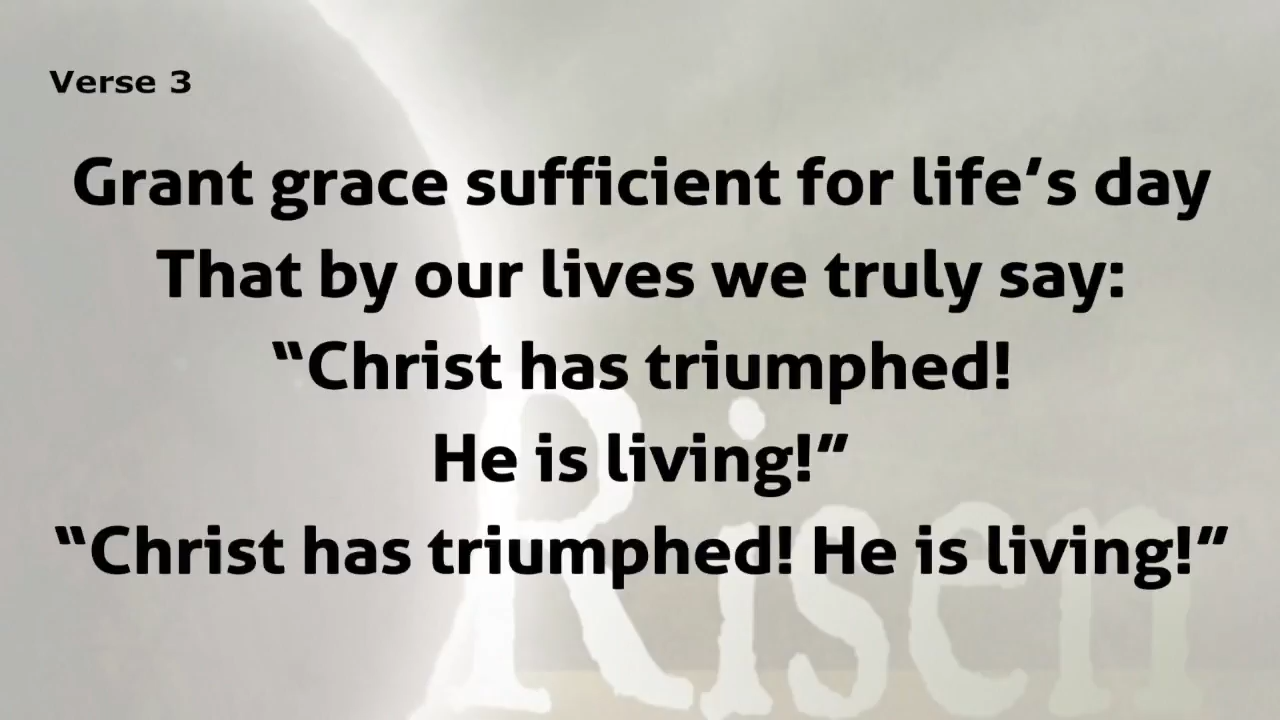 Verse 3
Grant grace sufficient for life’s day
That by our lives we truly say:
“Christ has triumphed!
He is living!”
“Christ has triumphed! He is living!”
Risen